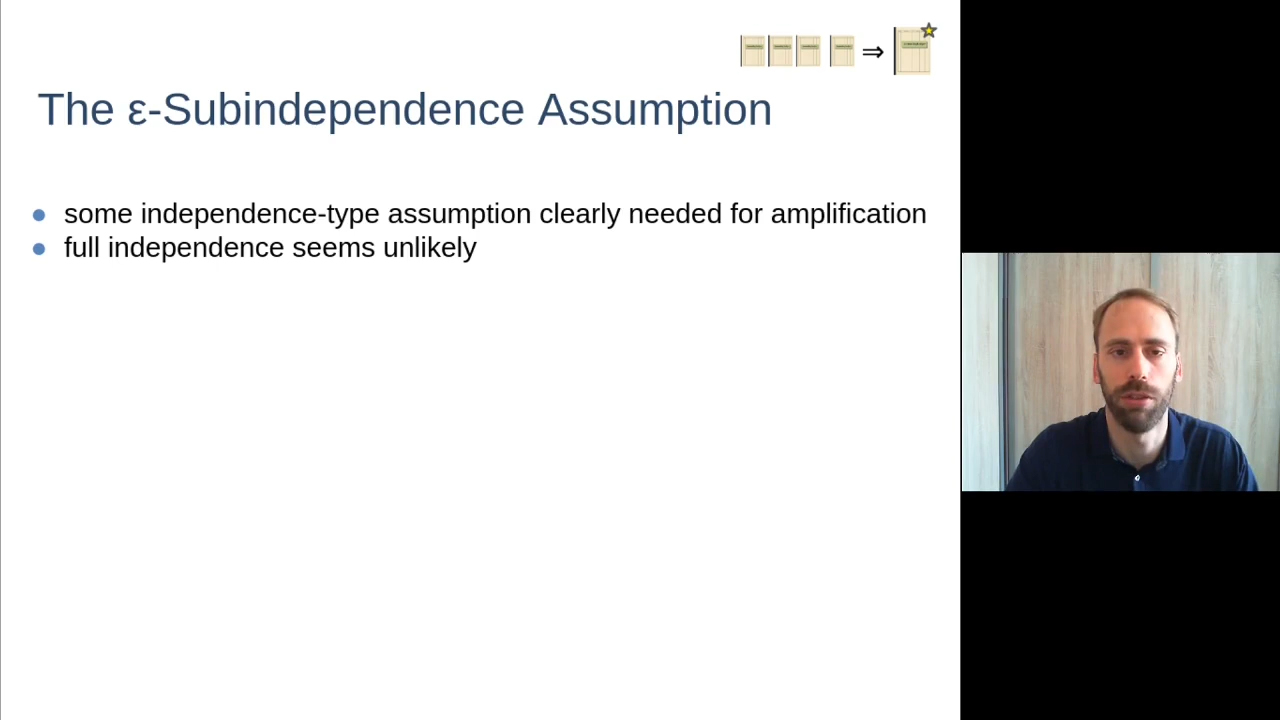 ⇒
The ε-Subindependence Assumption
● some independence-type assumption clearly needed for amplification
● full independence seems unlikely